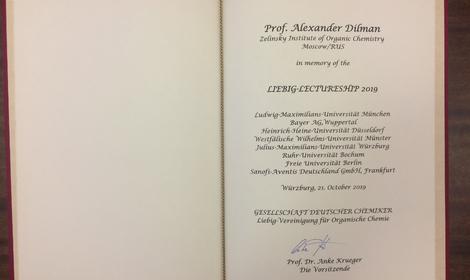 Prof. Alexander Dilman
Zelinsky Institute of Organic Chemistry
Moscow/RUS
in memory of the
LIEBIG-LECTURESHIP 2019
Ludwig-Maximilians-Universität München
Bayer AG, Wuppertal
Heinrich-Heine-Universität Düsseldorf
Westfälische Wilhelms-Universität Münster
Julius-Maximilians-Universität Würzburg
Ruhr-Universität Bochum
Freie Universität Berlin
Sanofi-Aventis Deutschland GmbH, Frankfurt
Würzburg, 21. October 2019
GESELLSCHAFT DEUTSCHER CHEMIKER
Liebig-Vereinigung für Organische Chemie
Prof. Dr. Anke Krueger
Die Vorsitzende